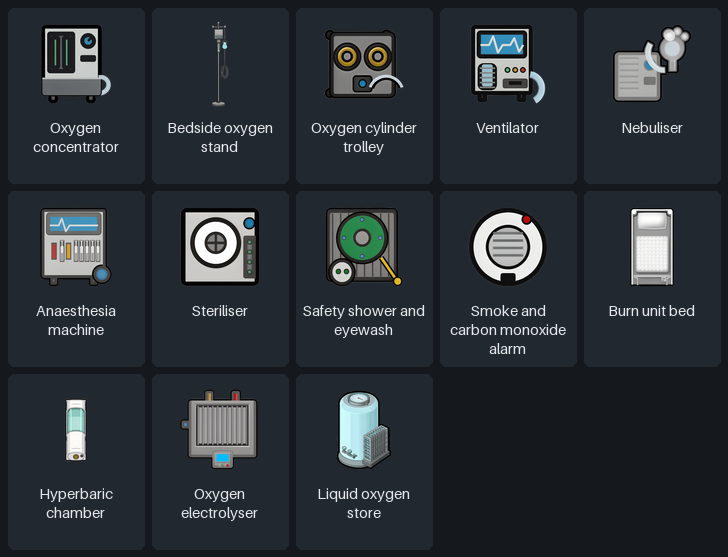 Oxygen
concentrator
Bedside oxygen
stand
Oxygen cylinder
trolley
Ventilator
Nebuliser
Anaesthesia
machine
Steriliser
Safety shower and
eyewash
Smoke and
carbon monoxide
alarm
Burn unit bed
Hyperbaric
chamber
Oxygen
electrolyser
Liquid oxygen
store